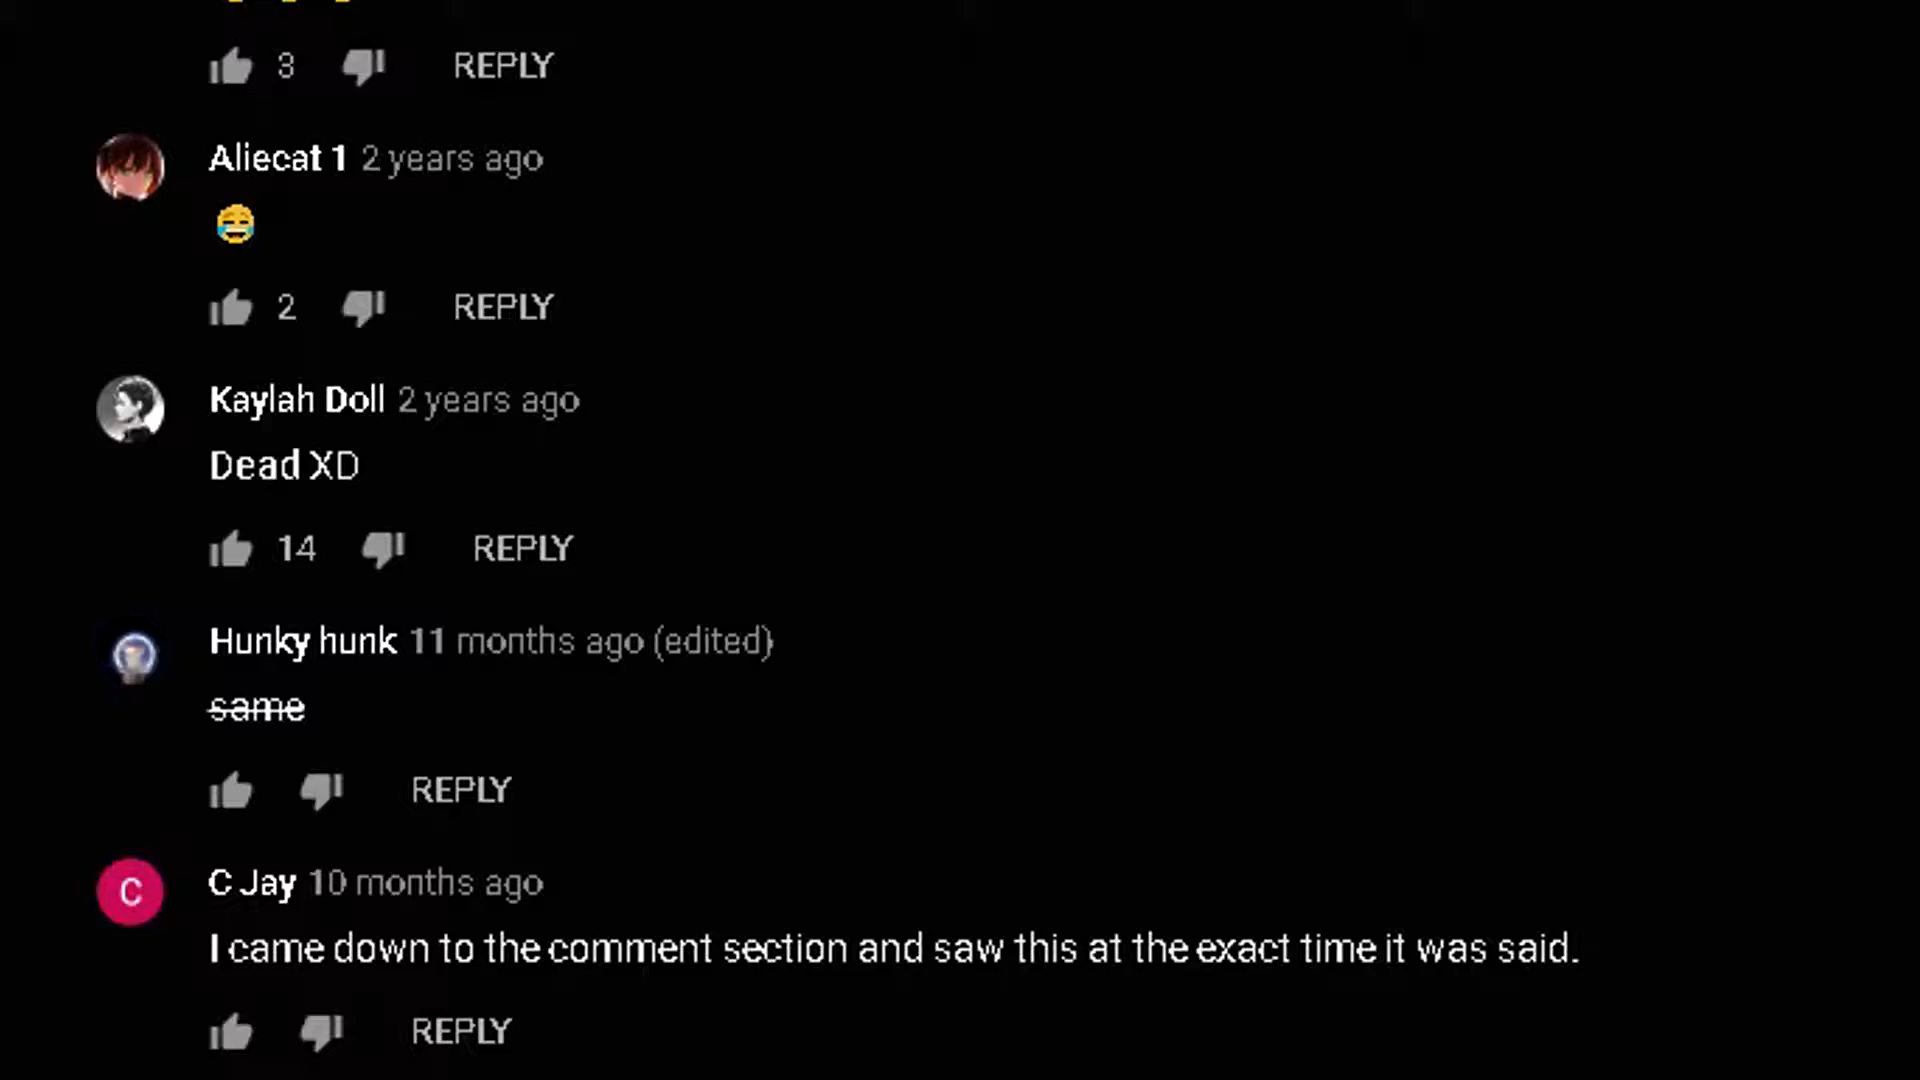 3 REPLY
Aliecat 1 2 years ago
😂
2 REPLY
Kaylah Doll 2 years ago
Dead XD
14 REPLY
Hunky hunk 11 months ago (edited)
same
REPLY
C
C Jay 10 months ago
I came down to the comment section and saw this at the exact time it was said.
REPLY